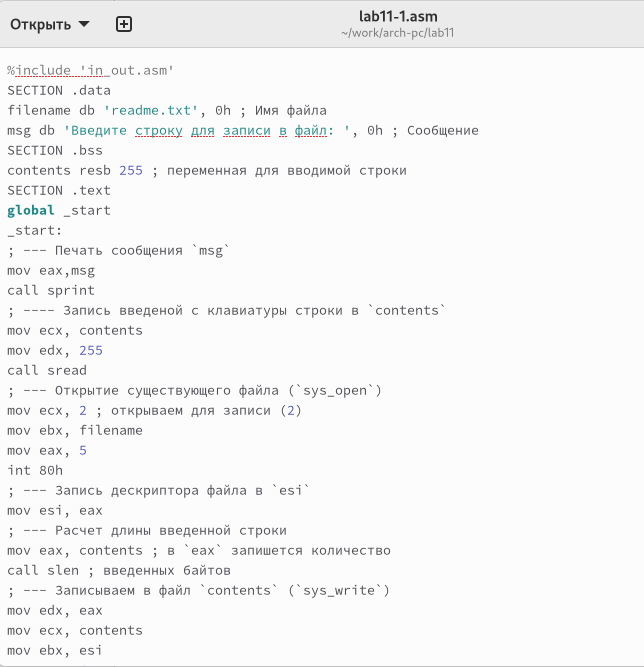 Открыть
lab11-1.asm
~/work/arch-pc/lab11
%include 'in_out.asm'
SECTION .data
filename db 'readme.txt', 0h ; Имя файла
msg db 'Введите строку для записи в файл: ', 0h ; Сообщение
SECTION .bss
contents resb 255 ; переменная для вводимой строки
SECTION .text
global _start
_start:
; --- Печать сообщения `msg`
mov eax,msg
call sprint
; ---- Запись введеной с клавиатуры строки в `contents`
mov ecx, contents
mov edx, 255
call sread
; --- Открытие существующего файла (`sys_open`)
mov ecx, 2 ; открываем для записи (2)
mov ebx, filename
mov eax, 5
int 80h
; --- Запись дескриптора файла в `esi`
mov esi, eax
; --- Расчет длины введенной строки
mov eax, contents ; в `eax` запишется количество
call slen ; введенных байтов
; --- Записываем в файл `contents` (`sys_write`)
mov edx, eax
mov ecx, contents
mov ebx, esi